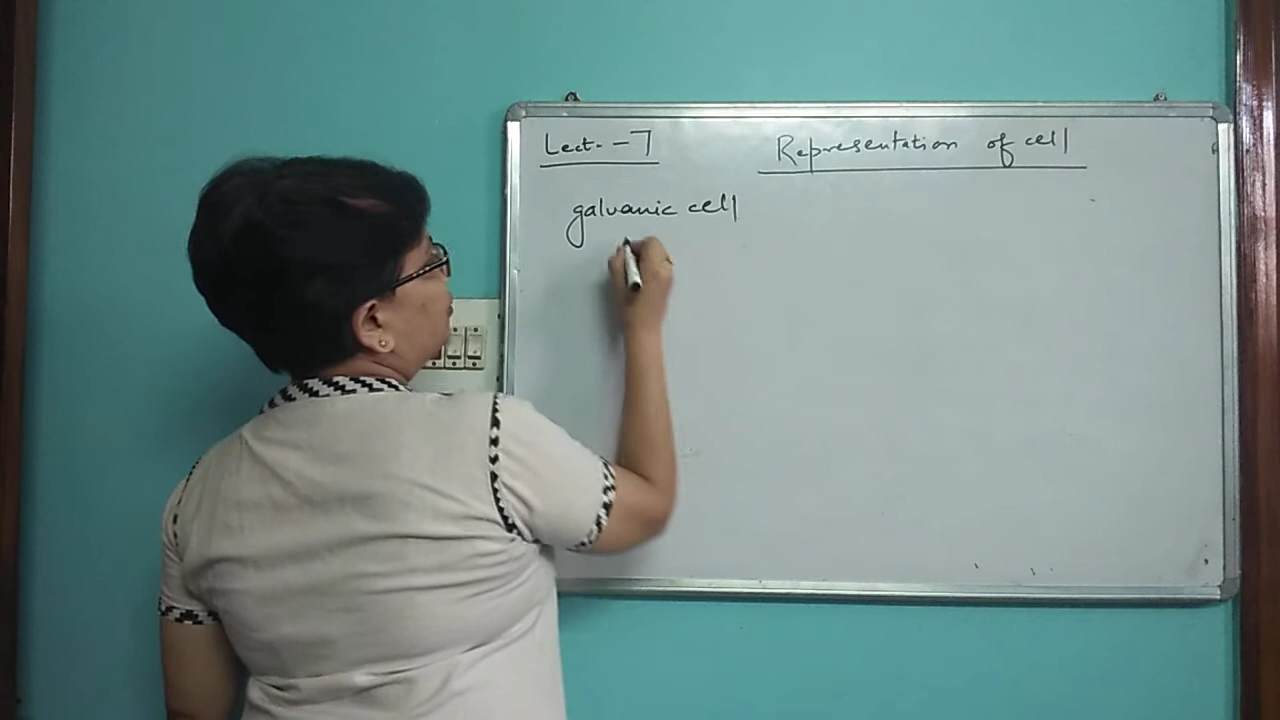 Lect. - 7
Representation of cell
galvanic cell